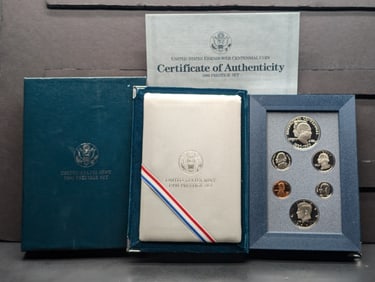 UNITED STATES EISENHOWER CENTENNIAL COIN
Certificate of Authenticity
1990 PRESTIGE SET
UNITED STATES MINT
1990 PRESTIGE SET
UNITED STATES MINT
1990 PRESTIGE SET